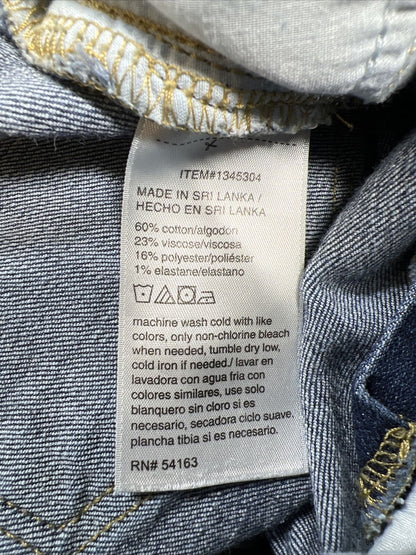 ITEM#1345304
MADE IN SRI LANKA /
HECHO EN SRI LANKA
60% cotton/algodon
23% viscose/viscosa
16% polyester/poliéster
1% elastane/elastano
machine wash cold with like
colors, only non-chlorine bleach
when needed, tumble dry low,
cold iron if needed./ lavar en
lavadora con agua fria con
colores similares, use solo
blanquero sin cloro si es
necesario, secadora ciclo suave.
plancha tibia si es necesario.
RN# 54163